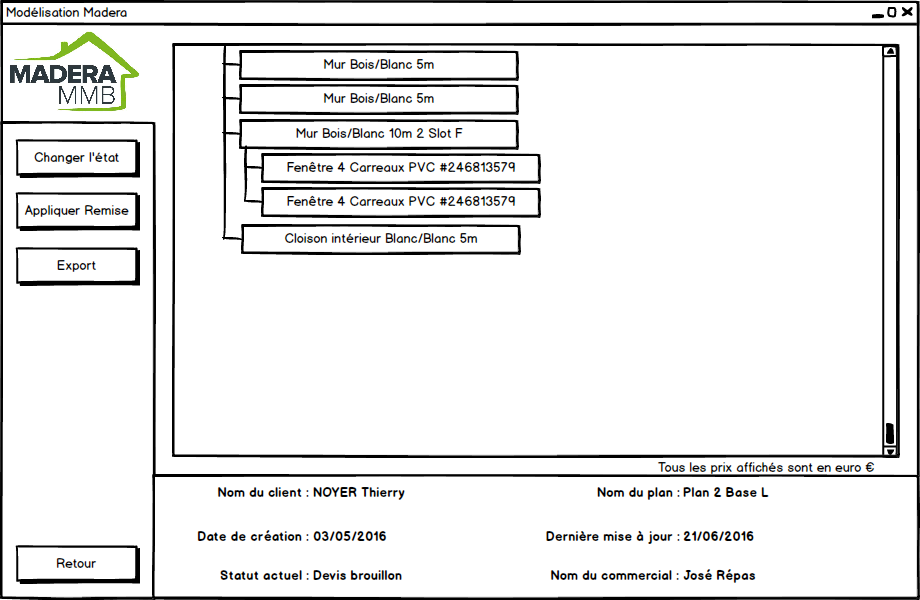 Modélisation Madera
MADERA
MMB
Changer l'état
Appliquer Remise
Export
Retour
Mur Bois/Blanc 5m
Mur Bois/Blanc 5m
Mur Bois/Blanc 10m 2 Slot F
Fenêtre 4 Carreaux PVC #246813579
Fenêtre 4 Carreaux PVC #246813579
Cloison intérieur Blanc/Blanc 5m
Tous les prix affichés sont en euro €
Nom du client : NOYER Thierry
Nom du plan : Plan 2 Base L
Date de création : 03/05/2016
Dernière mise à jour : 21/06/2016
Statut actuel : Devis brouillon
Nom du commercial : José Répas